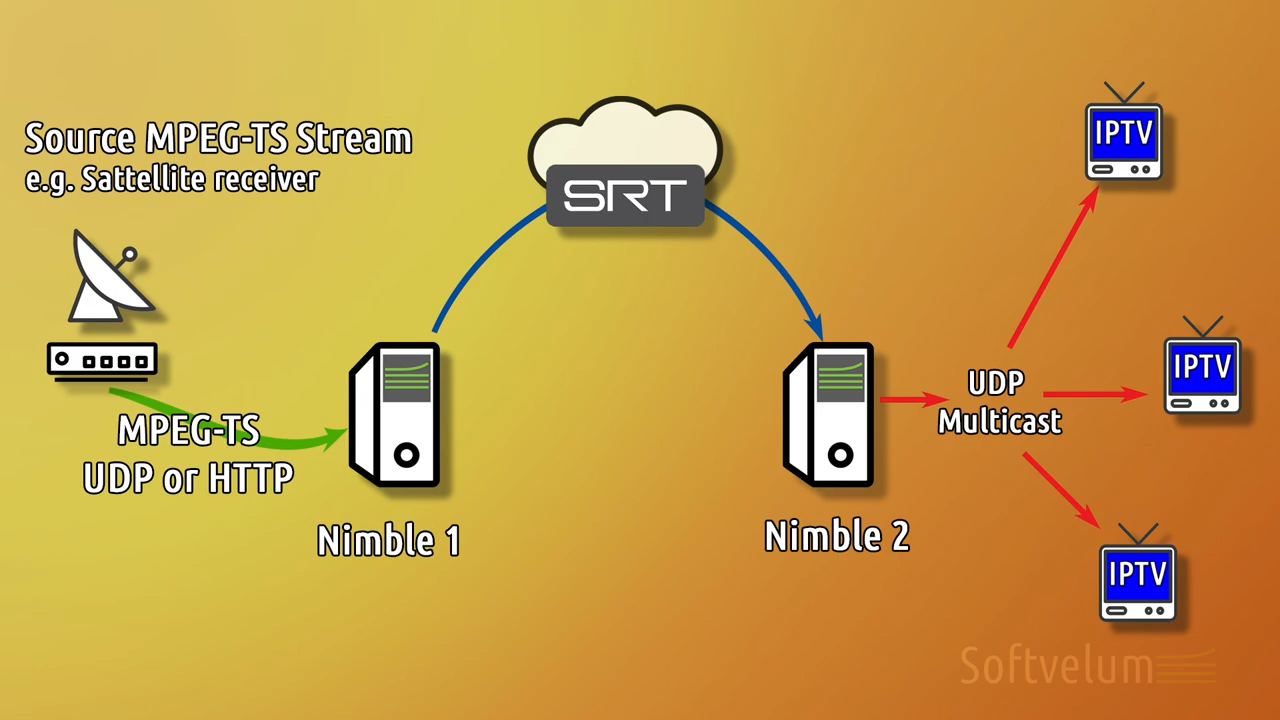 Source MPEG-TS Stream
e.g. Sattellite receiver
SRT
IPTV
IPTV
IPTV
MPEG-TS
UDP or HTTP
UDP
Multicast
Nimble 1
Nimble 2
Softvelum